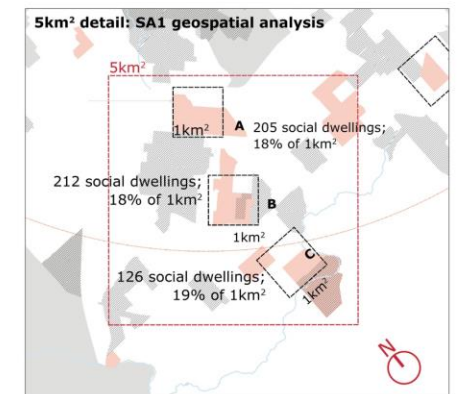 5km² detail: SA1 geospatial analysis
5km²
1km²
A
205 social dwellings;
18% of 1km²
212 social dwellings;
18% of 1km²
B
1km²
C
126 social dwellings;
19% of 1km²
1km²
N